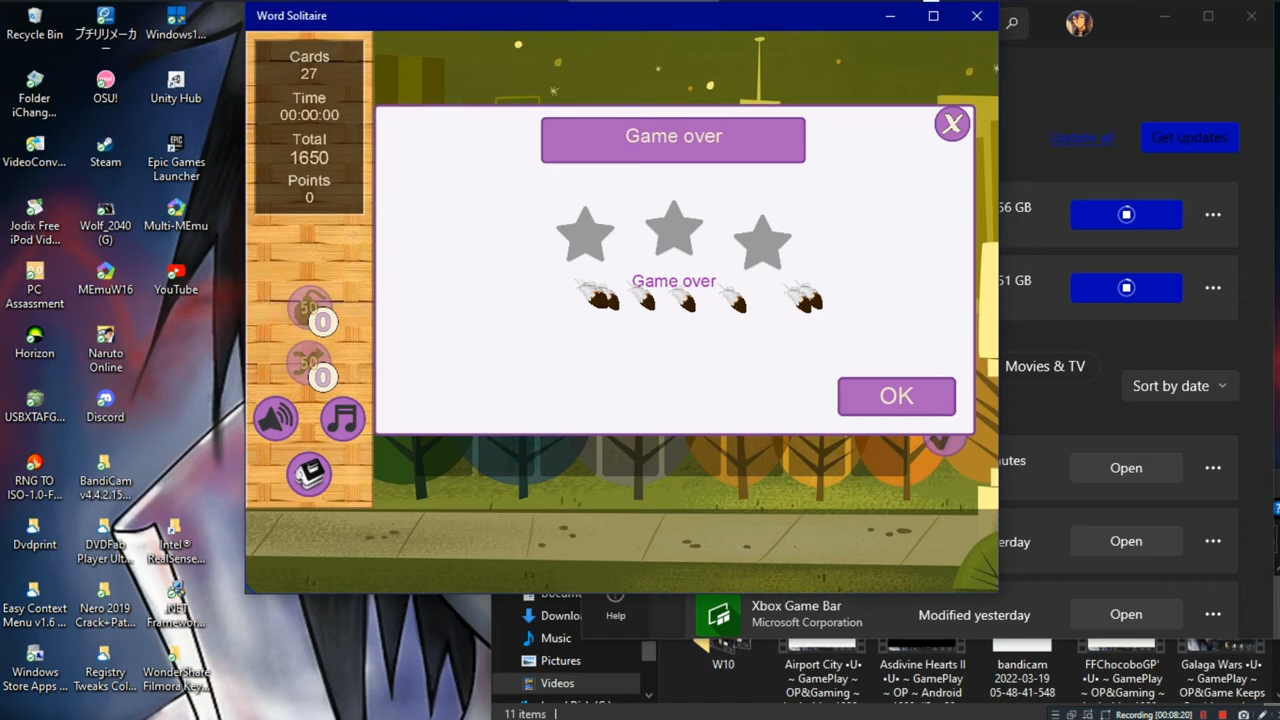 Recycle Bin
プチリメーカー
Windows1...
Folder
iChang...
OSU!
Unity Hub
VideoConv...
Steam
Epic Games
Launcher
Jodix Free
iPod Vid...
Wolf_2040
(G)
Multi-MEmu
PC
Assassment
MEmuW16
YouTube
Horizon
Naruto
Online
USBXTAFG...
Discord
RNG TO
ISO-1.0-F...
BandiCam
v4.4.2.15...
Dvdprint
DVDFab
Player Ult...
Intel®
RealSense...
Easy Context
Menu v1.6 ...
Nero 2019
Crack+Pat...
.NET
Framewor...
Windows
Store Apps ...
Registry
Tweaks Col...
WonderShare
Filmora Key...
Word Solitaire
Cards
27
Time
00:00:00
Total
1650
Points
0
50
0
50
0
Game over
X
Game over
OK
Update all
Get updates
56 GB
51 GB
Movies & TV
Sort by date
nutes
Open
erday
Open
Xbox Game Bar
Microsoft Corporation
Modified yesterday
Open
Help
Docume
Downlo
Music
Pictures
Videos
11 items
W10
Airport City •U•
~ GamePlay ~
OP&Gaming ~
Asdivine Hearts II
•U• ~ GamePlay
~ OP ~ Android
bandicam
2022-03-19
05-48-41-548
FFChocoboGP'
~ GamePlay ~
OP&Gaming ~
Galaga Wars •U•
~ GamePlay ~
OP&Game Keeps
Recording [00:08:20]